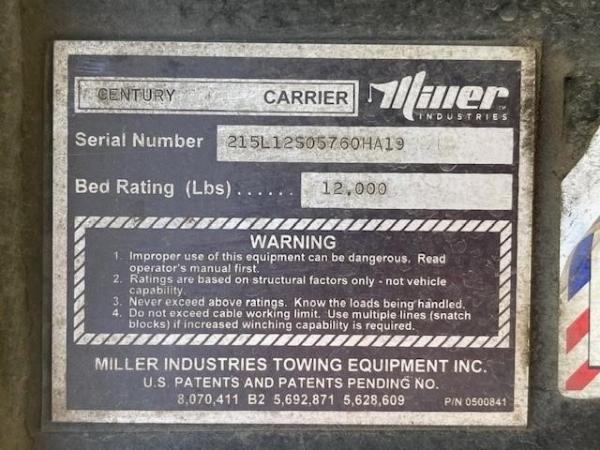 CENTURY CARRIER Miller
INDUSTRIES
Serial Number 215L12S05760HA19
Bed Rating (Lbs)...... 12,000
WARNING
1. Improper use of this equipment can be dangerous. Read
operator's manual first.
2. Ratings are based on structural factors only - not vehicle
capability.
3. Never exceed above ratings. Know the loads being handled.
4. Do not exceed cable working limit. Use multiple lines (snatch
blocks) if increased winching capability is required.
MILLER INDUSTRIES TOWING EQUIPMENT INC.
U.S. PATENTS AND PATENTS PENDING NO.
8,070,411 B2 5,692,871 5,628,609 P/N 0500841